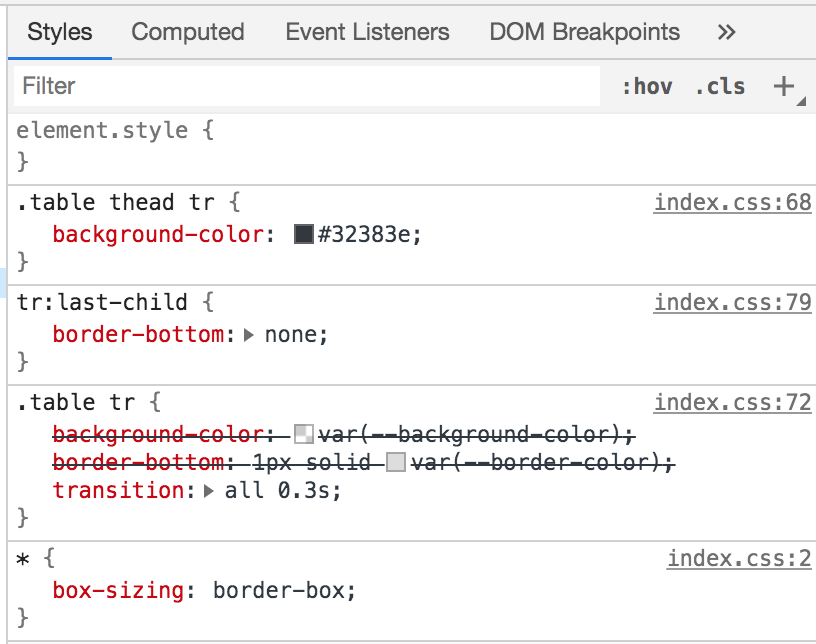 Styles Computed Event Listeners DOM Breakpoints »
Filter :hov .cls +
element.style {
}
.table thead tr { index.css:68
background-color: #32383e;
}
tr:last-child { index.css:79
border-bottom: none;
}
.table tr { index.css:72
background-color: var(--background-color);
border-bottom: 1px solid var(--border-color);
transition: all 0.3s;
}
* { index.css:2
box-sizing: border-box;
}